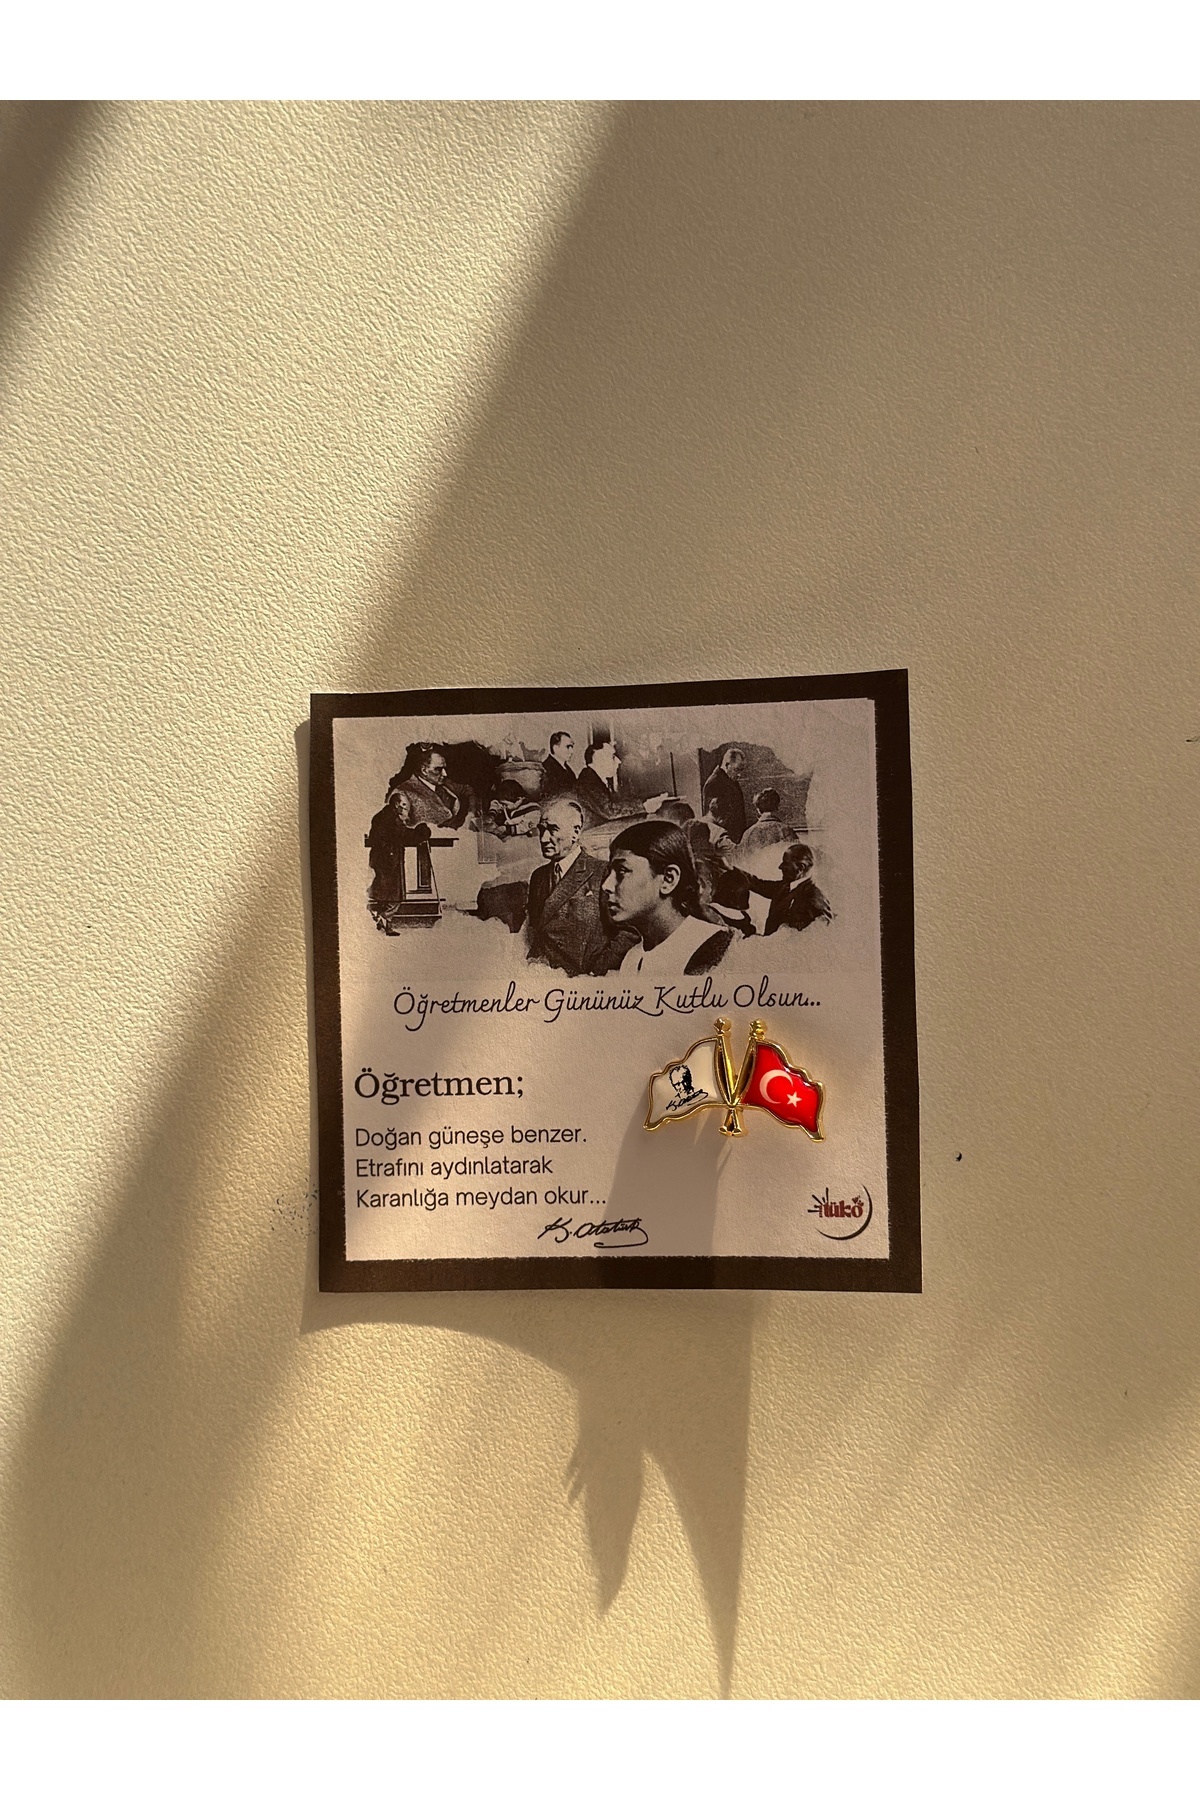 Öğretmenler Gününüz Kutlu Olsun...
Öğretmen;
Doğan güneşe benzer.
Etrafını aydınlatarak
Karanlığa meydan okur...
K. Atatürk